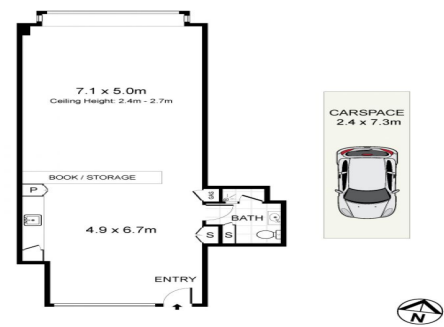 7.1 x 5.0m
Ceiling Height: 2.4m - 2.7m
CARSPACE
2.4 x 7.3m
BOOK / STORAGE
P
BATH
4.9 x 6.7m
S
S
ENTRY
N